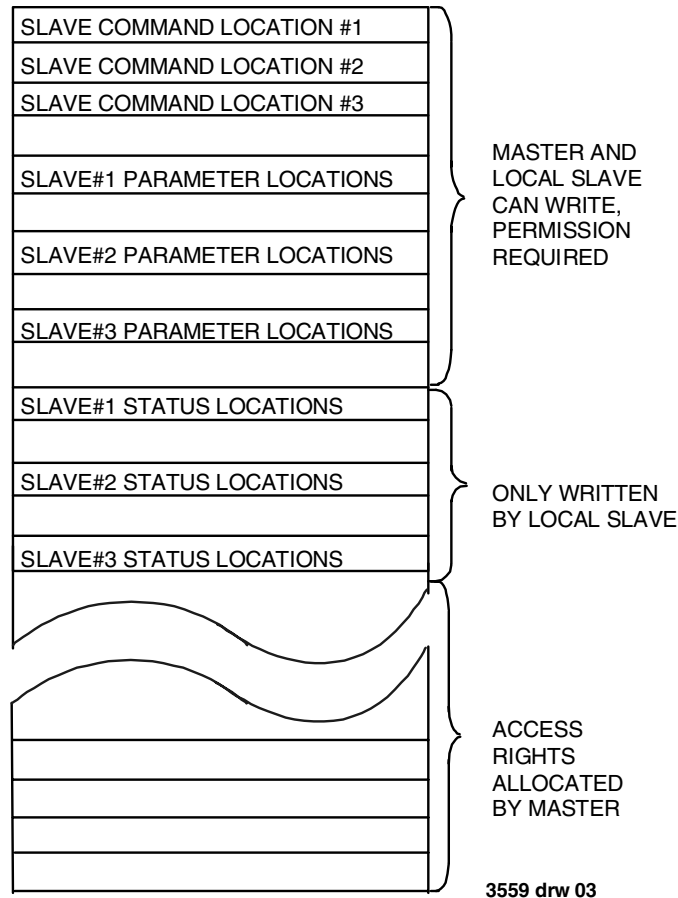 SLAVE COMMAND LOCATION #1
SLAVE COMMAND LOCATION #2
SLAVE COMMAND LOCATION #3
SLAVE#1 PARAMETER LOCATIONS
SLAVE#2 PARAMETER LOCATIONS
SLAVE#3 PARAMETER LOCATIONS
MASTER AND
LOCAL SLAVE
CAN WRITE,
PERMISSION
REQUIRED
SLAVE#1 STATUS LOCATIONS
SLAVE#2 STATUS LOCATIONS
SLAVE#3 STATUS LOCATIONS
ONLY WRITTEN
BY LOCAL SLAVE
ACCESS
RIGHTS
ALLOCATED
BY MASTER
3559 drw 03